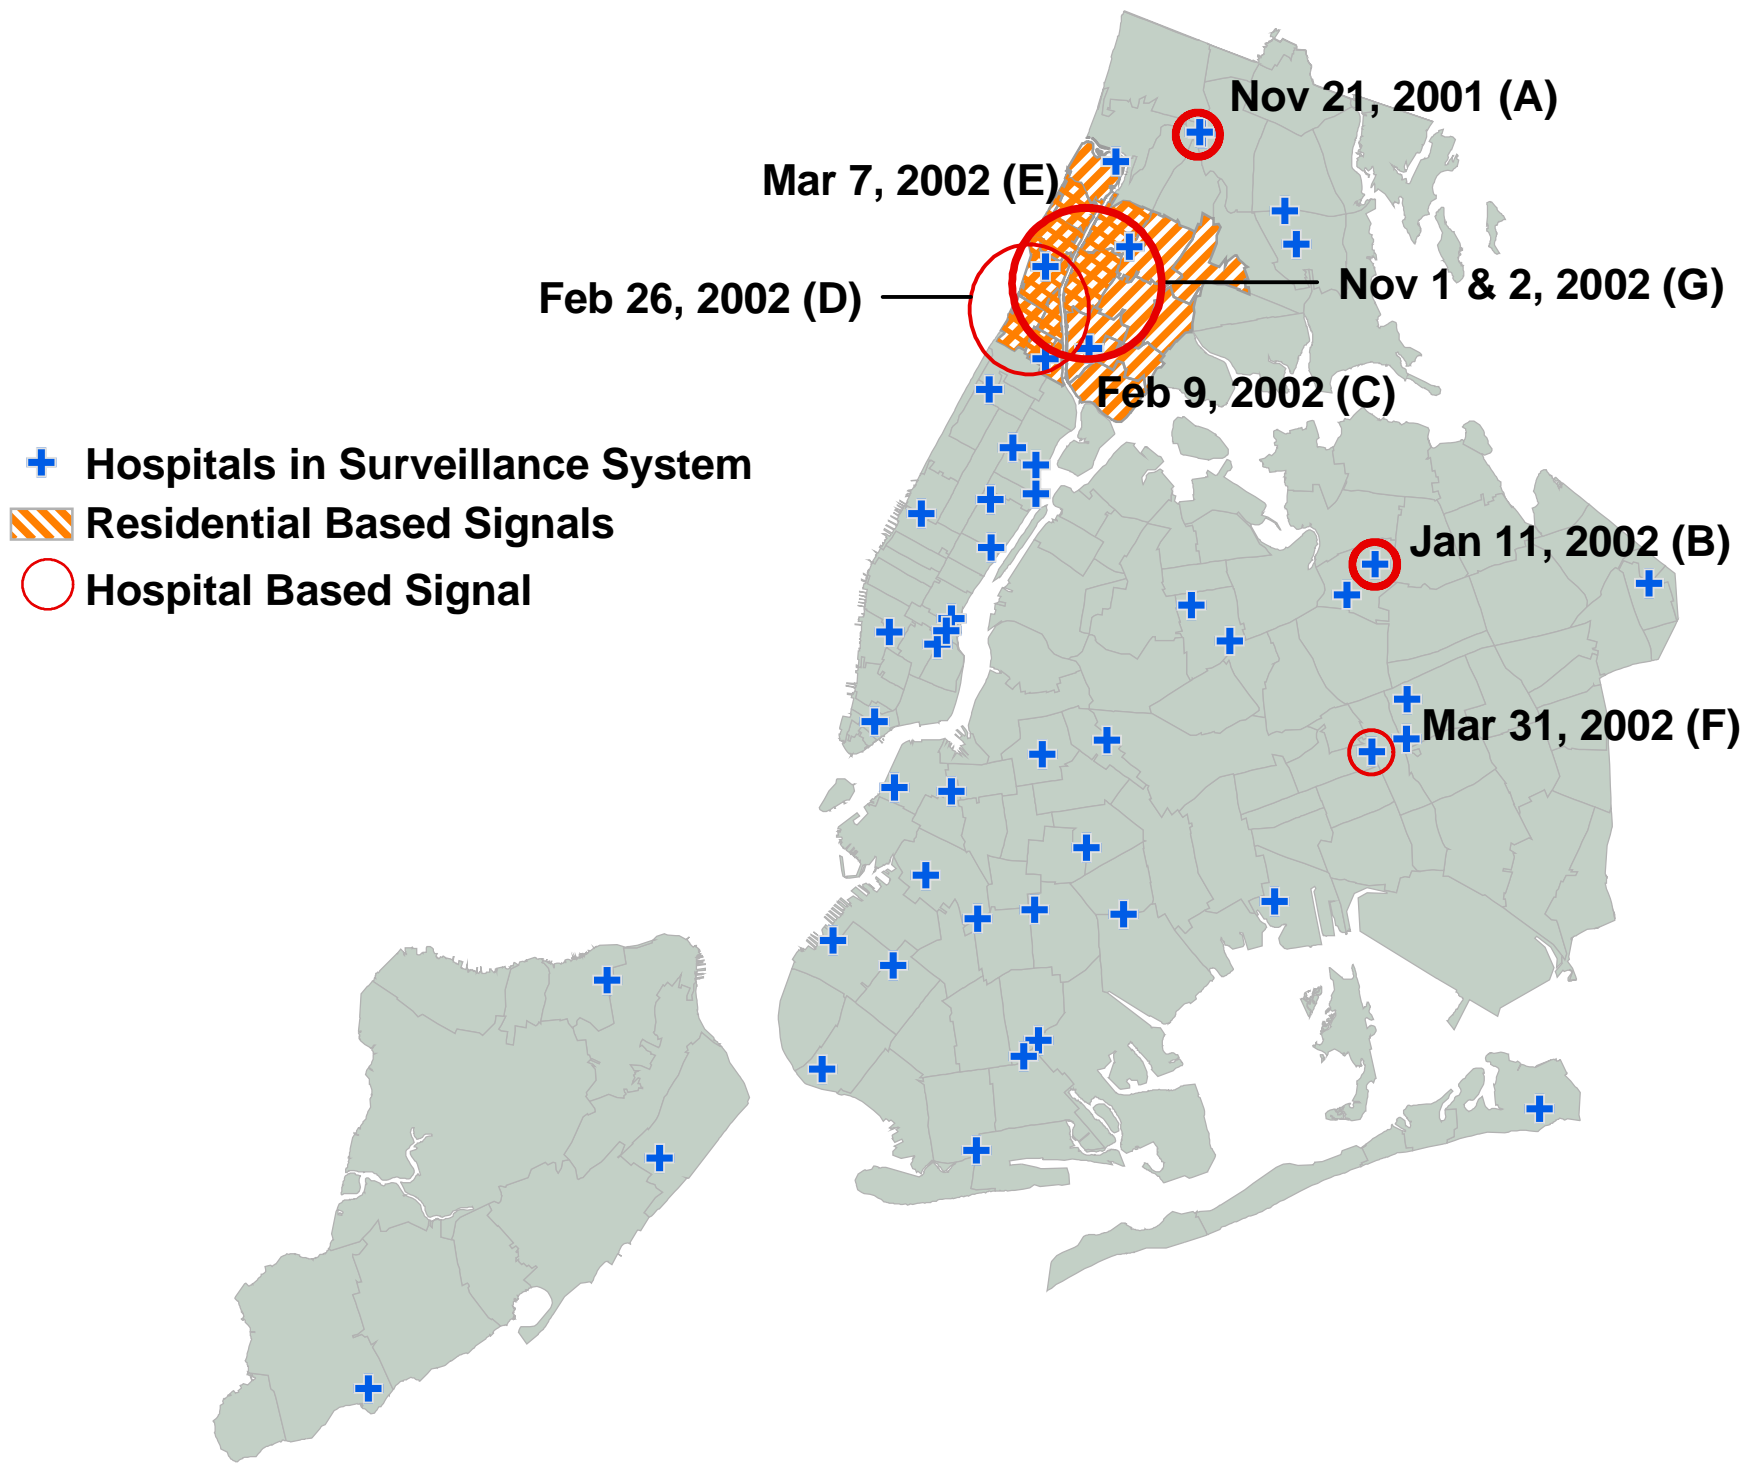 Nov 21, 2001 (A)
Mar 7, 2002 (E)
Feb 26, 2002 (D)
Nov 1 & 2, 2002 (G)
Feb 9, 2002 (C)
Hospitals in Surveillance System
Residential Based Signals
Hospital Based Signal
Jan 11, 2002 (B)
Mar 31, 2002 (F)